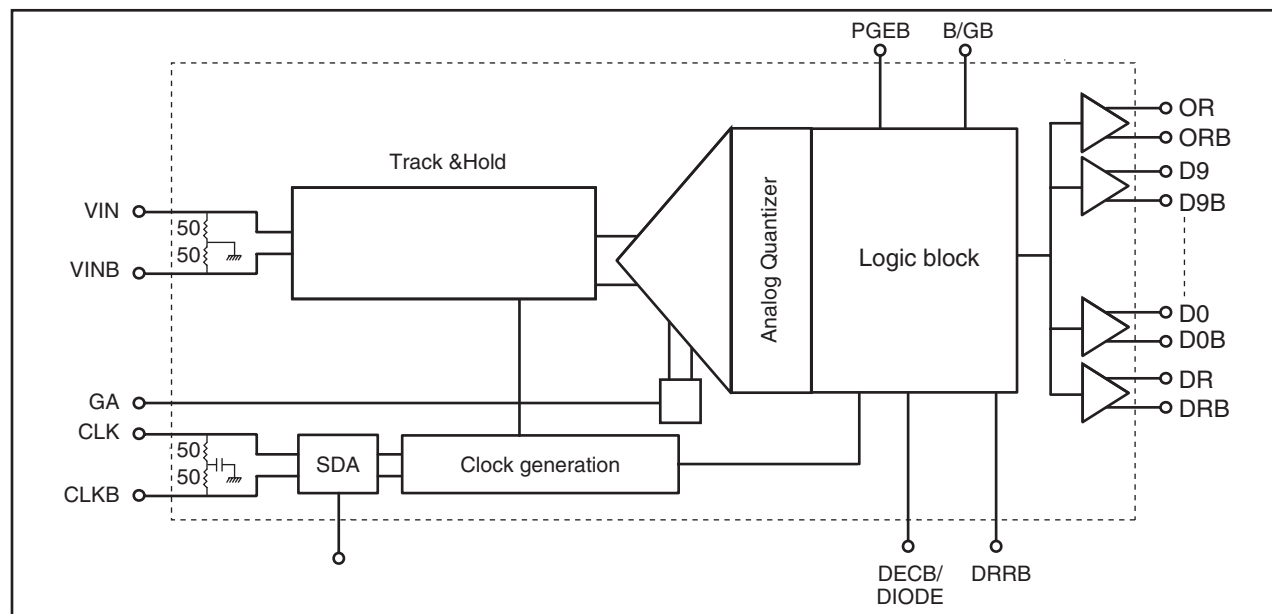 PGEB
B/GB
OR
ORB
Track &Hold
D9
D9B
VIN
50
50
VINB
Analog Quantizer
Logic block
D0
D0B
GA
DR
DRB
CLK
50
50
SDA
Clock generation
CLKB
DECB/
DIODE
DRRB